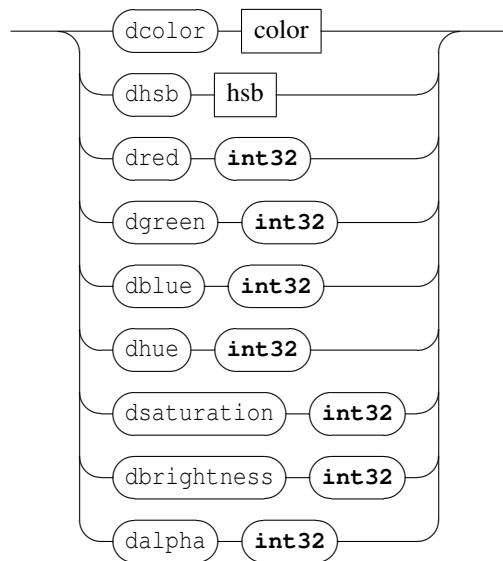 dcolor color
dhsb hsb
dred int32
dgreen int32
dblue int32
dhue int32
dsaturation int32
dbrightness int32
dalpha int32